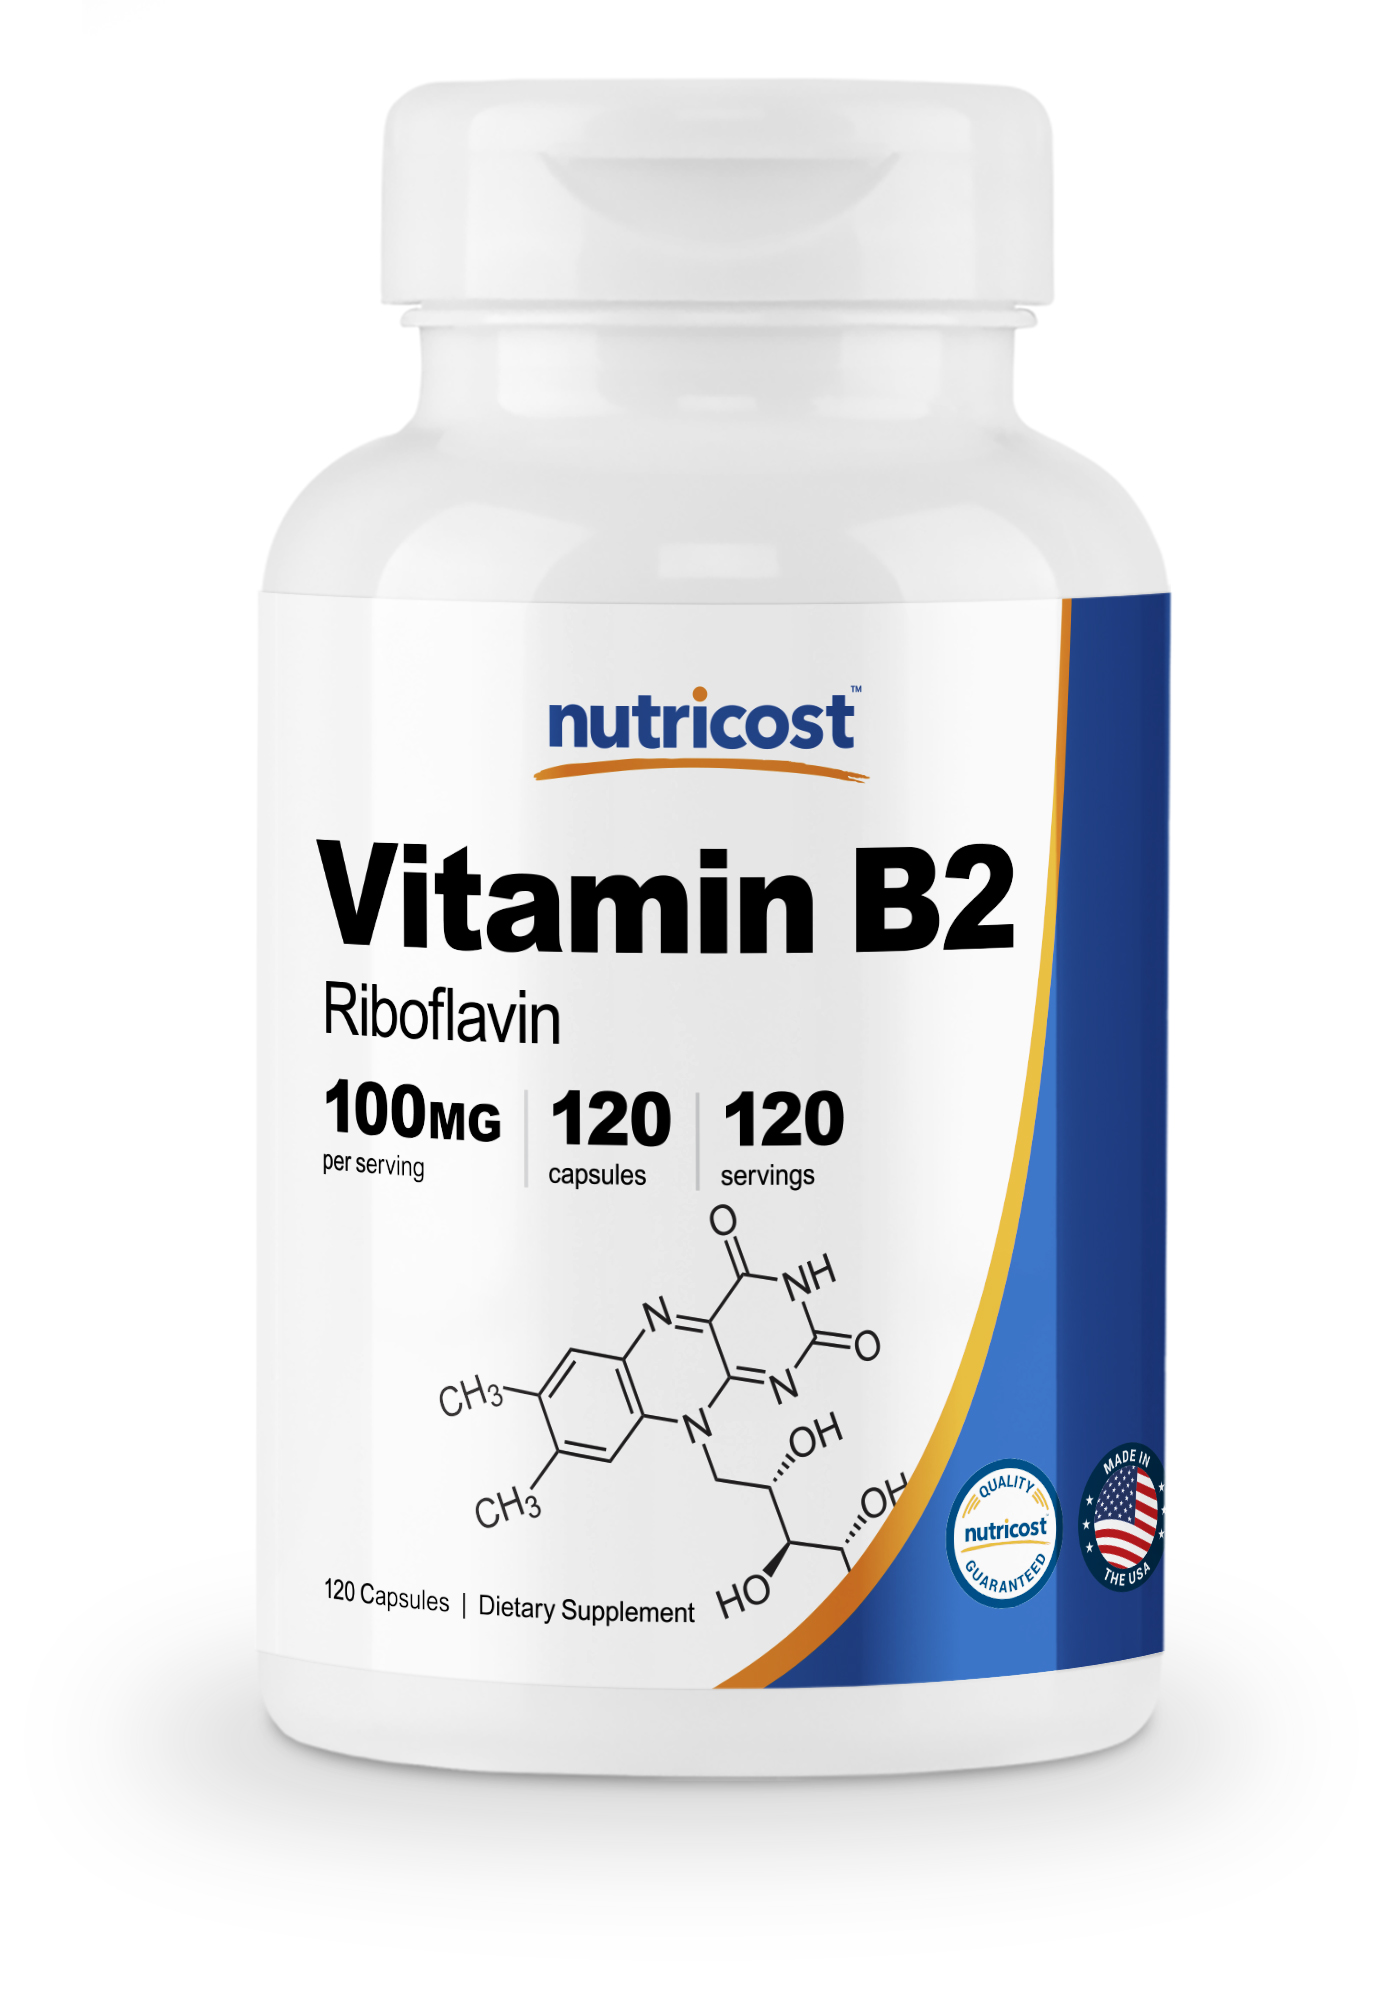 nutricost™
Vitamin B2
Riboflavin
100MG
per serving
120
capsules
120
servings
O
NH
N
O
N
CH3
N
OH
CH3
OH
HO
QUALITY
nutricost
GUARANTEED
MADE IN
THE USA
120 Capsules | Dietary Supplement